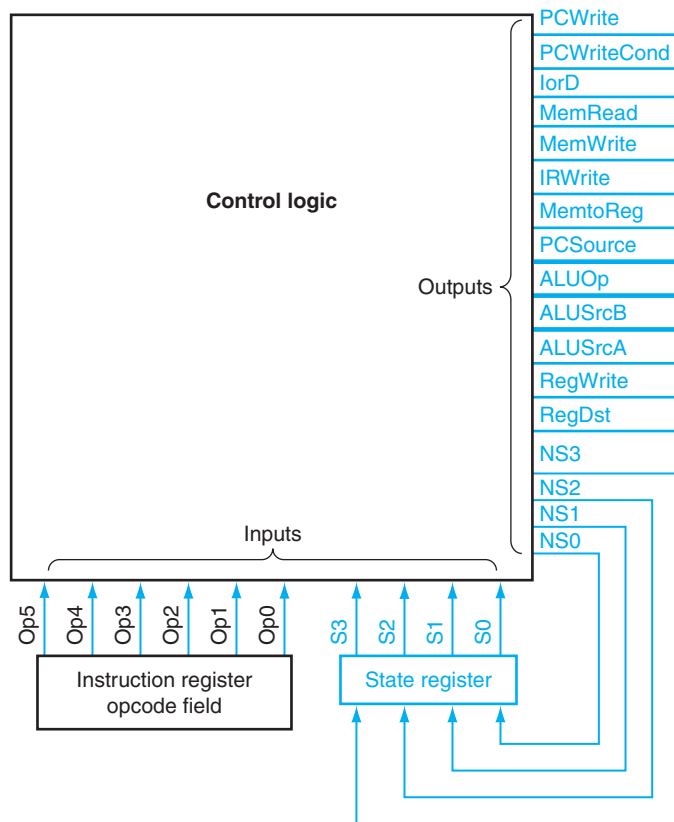 PCWrite
PCWriteCond
IorD
MemRead
MemWrite
IRWrite
Control logic
MemtoReg
PCSource
Outputs
ALUOp
ALUSrcB
ALUSrcA
RegWrite
RegDst
NS3
NS2
NS1
NS0
Inputs
Op5
Op4
Op3
Op2
Op1
Op0
S3
S2
S1
S0
Instruction register
opcode field
State register